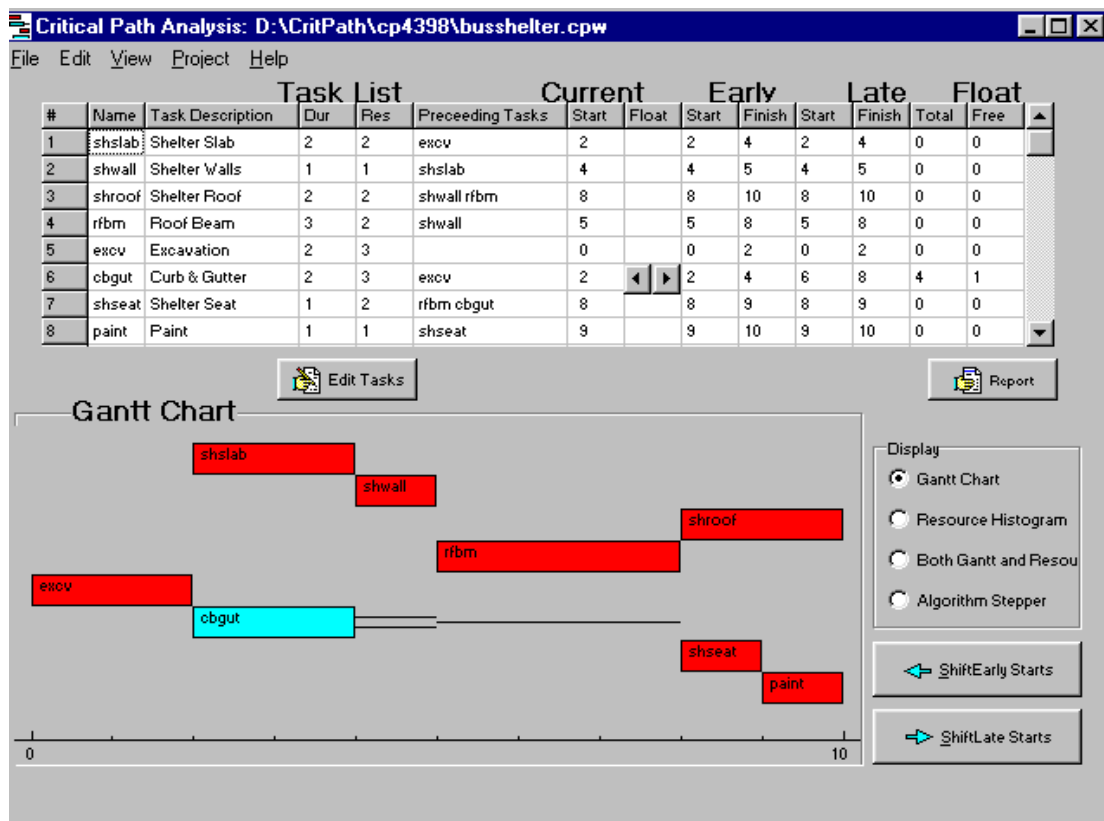 Critical Path Analysis: D:\CritPath\cp4398\busshelter.cpw
File Edit View Project Help
Task List Current Early Late Float
# Name Task Description Dur Res Preceeding Tasks Start Float Start Finish Start Finish Total Free
1 shslab Shelter Slab 2 2 excv 2 2 4 2 4 0 0
2 shwall Shelter Walls 1 1 shslab 4 4 5 4 5 0 0
3 shroof Shelter Roof 2 2 shwall rfbm 8 8 10 8 10 0 0
4 rfbm Roof Beam 3 2 shwall 5 5 8 5 8 0 0
5 excv Excavation 2 3 0 0 2 0 2 0 0
6 cbgut Curb & Gutter 2 3 excv 2 2 4 6 8 4 1
7 shseat Shelter Seat 1 2 rfbm cbgut 8 8 9 8 9 0 0
8 paint Paint 1 1 shseat 9 9 10 9 10 0 0
Edit Tasks Report
Gantt Chart
shslab
shwall
shroof
rfbm
excv
cbgut
shseat
paint
0 10
Display
Gantt Chart
Resource Histogram
Both Gantt and Resou
Algorithm Stepper
ShiftEarly Starts
ShiftLate Starts